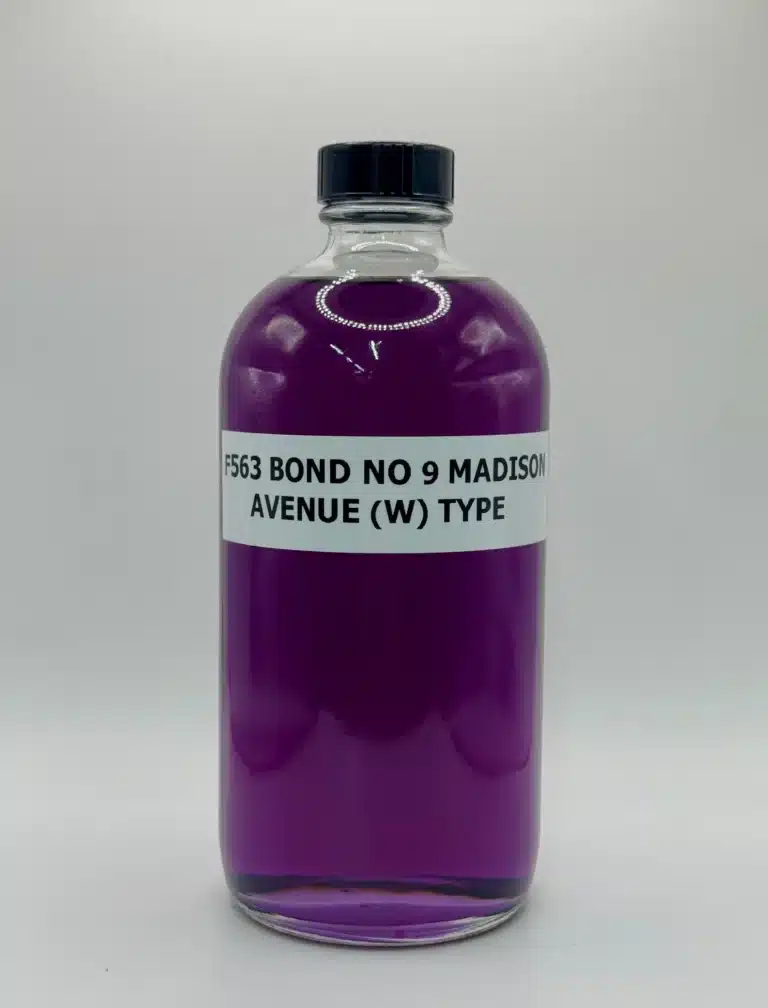 F563 BOND NO 9 MADISON
AVENUE (W) TYPE